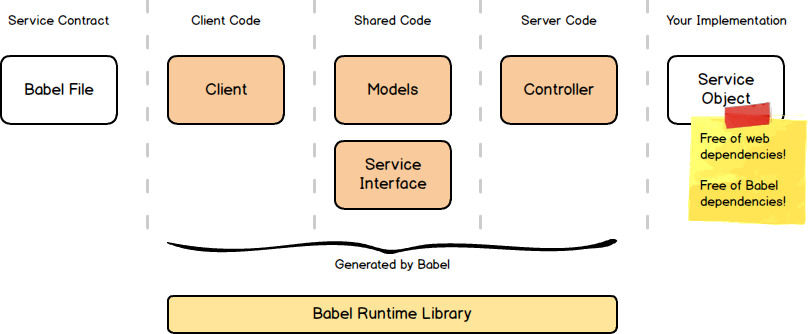 Service Contract
Client Code
Shared Code
Server Code
Your Implementation
Babel File
Client
Models
Controller
Service
Object
Free of web
dependencies!
Free of Babel
dependencies!
Service
Interface
Generated by Babel
Babel Runtime Library